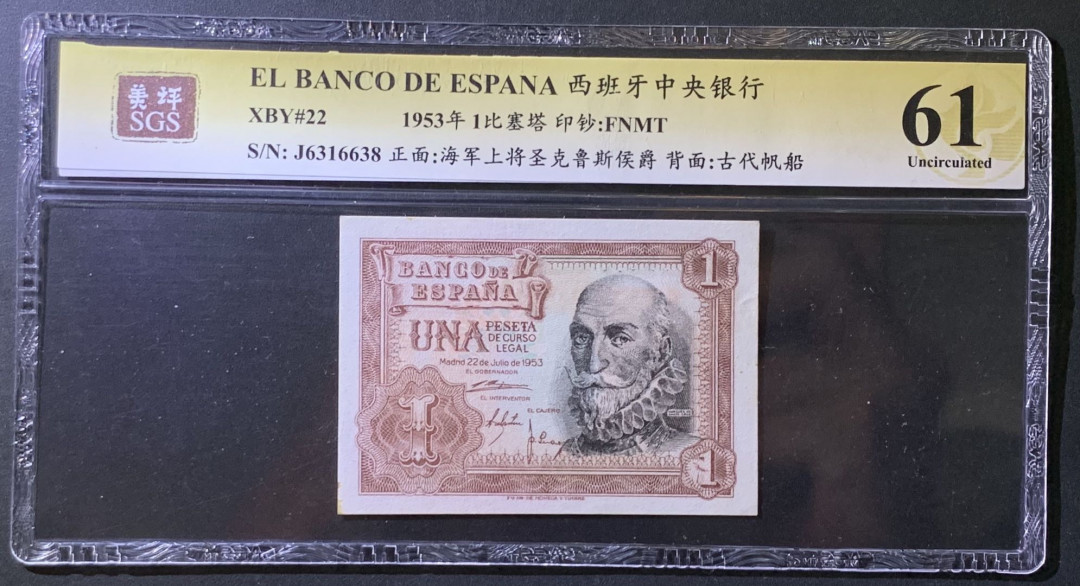 美评
SGS
EL BANCO DE ESPANA 西班牙中央银行
XBY#22 1953年 1比塞塔 印钞:FNMT
S/N: J6316638 正面:海军上将圣克鲁斯侯爵 背面:古代帆船
61
Uncirculated
BANCO DE
ESPAÑA
1
UNA PESETA
DE CURSO
LEGAL
Madrid 22 de Julio de 1953
EL GOBERNADOR
EL INTERVENTOR
EL CAJERO
1
1